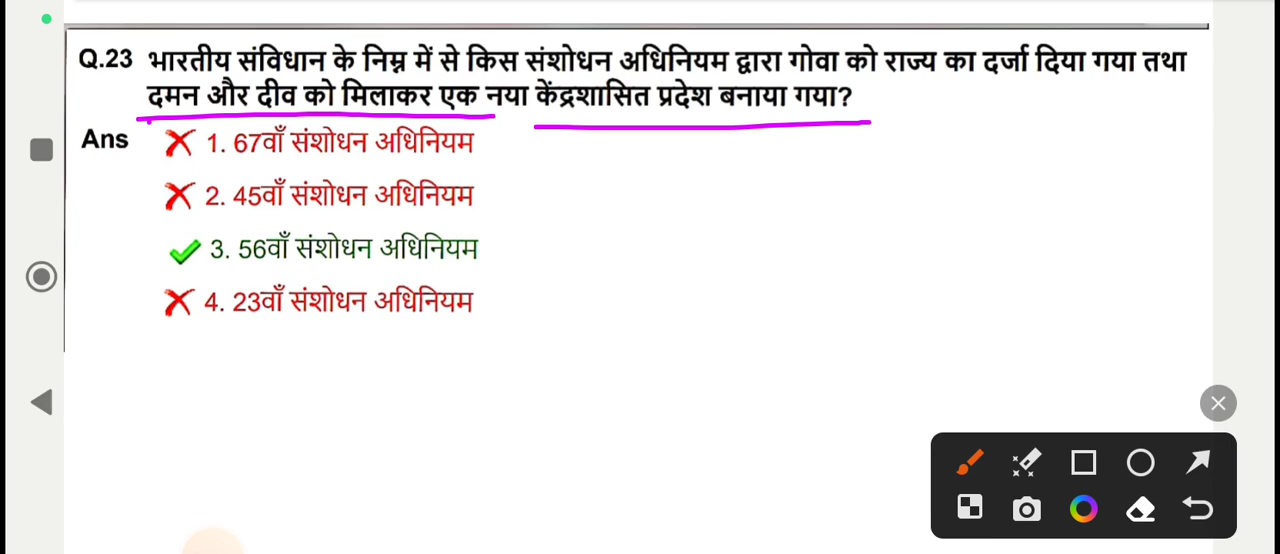 Q.23 भारतीय संविधान के निम्न में से किस संशोधन अधिनियम द्वारा गोवा को राज्य का दर्जा दिया गया तथा
दमन और दीव को मिलाकर एक नया केंद्रशासित प्रदेश बनाया गया?
Ans 1. 67वाँ संशोधन अधिनियम
2. 45वाँ संशोधन अधिनियम
3. 56वाँ संशोधन अधिनियम
4. 23वाँ संशोधन अधिनियम